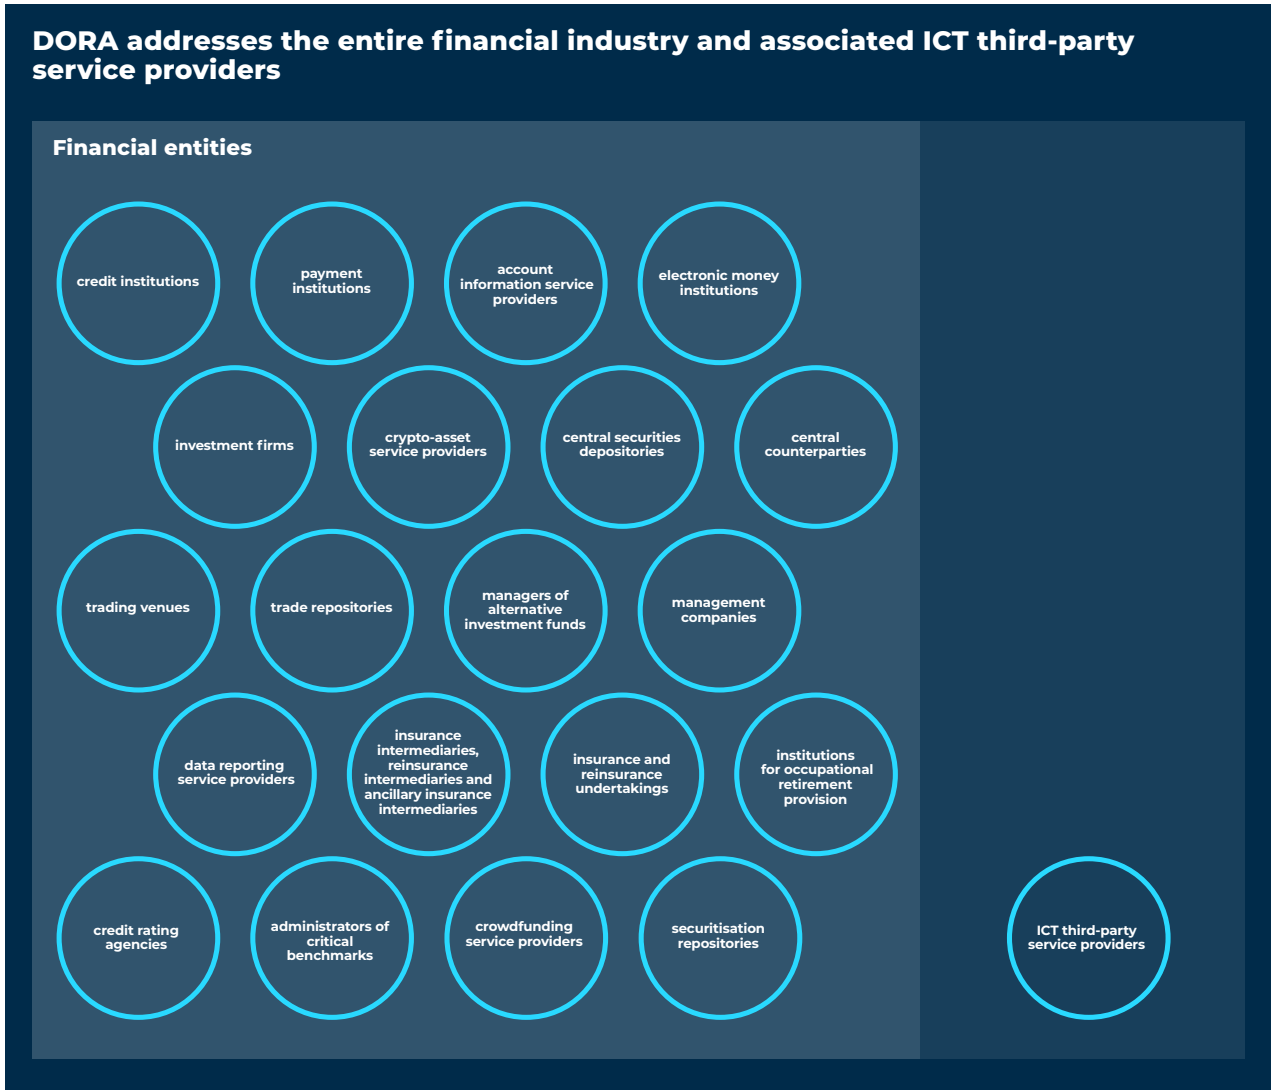 DORA addresses the entire financial industry and associated ICT third-party
service providers
Financial entities
credit institutions
payment
institutions
account
information service
providers
electronic money
institutions
investment firms
crypto-asset
service providers
central securities
depositories
central
counterparties
trading venues
trade repositories
managers of
alternative
investment funds
management
companies
data reporting
service providers
insurance
intermediaries,
reinsurance
intermediaries and
ancillary insurance
intermediaries
insurance and
reinsurance
undertakings
institutions
for occupational
retirement
provision
credit rating
agencies
administrators of
critical
benchmarks
crowdfunding
service providers
securitisation
repositories
ICT third-party
service providers